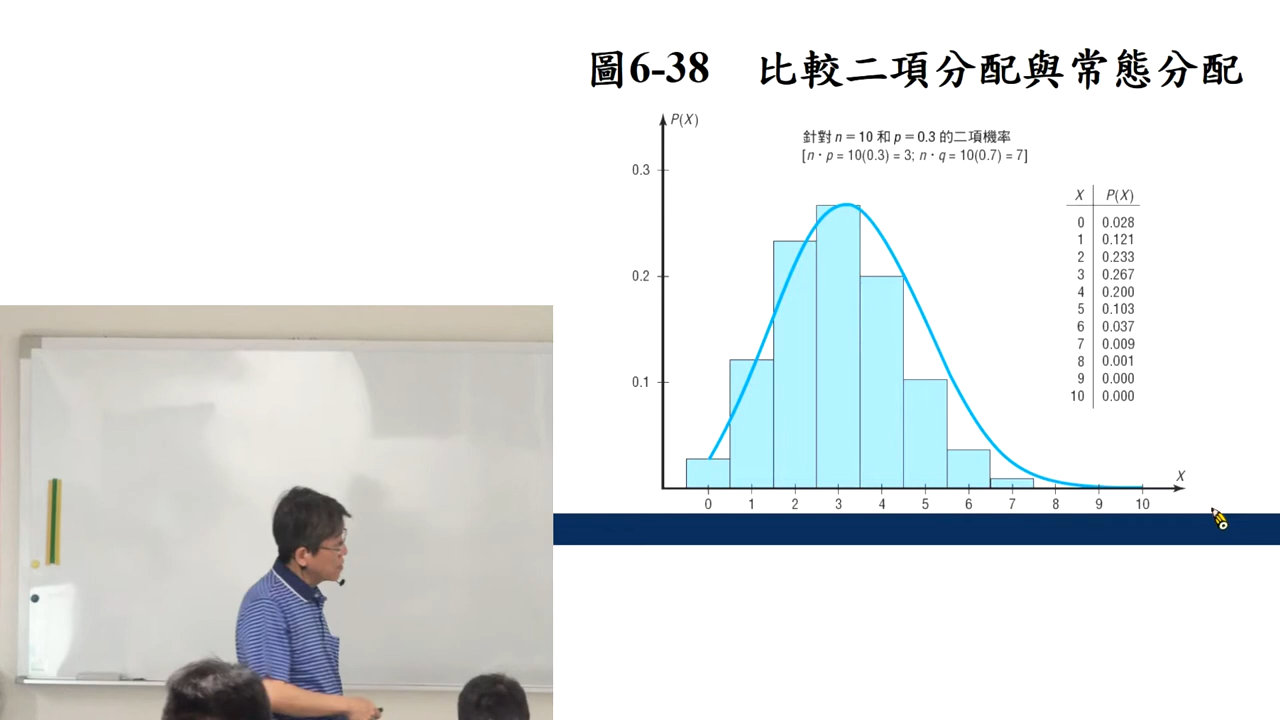 圖6-38 比較二項分配與常態分配
P(X)
針對 n = 10 和 p = 0.3 的二項機率
[n · p = 10(0.3) = 3; n · q = 10(0.7) = 7]
0.3
0.2
0.1
X P(X)
0 0.028
1 0.121
2 0.233
3 0.267
4 0.200
5 0.103
6 0.037
7 0.009
8 0.001
9 0.000
10 0.000
X
0 1 2 3 4 5 6 7 8 9 10